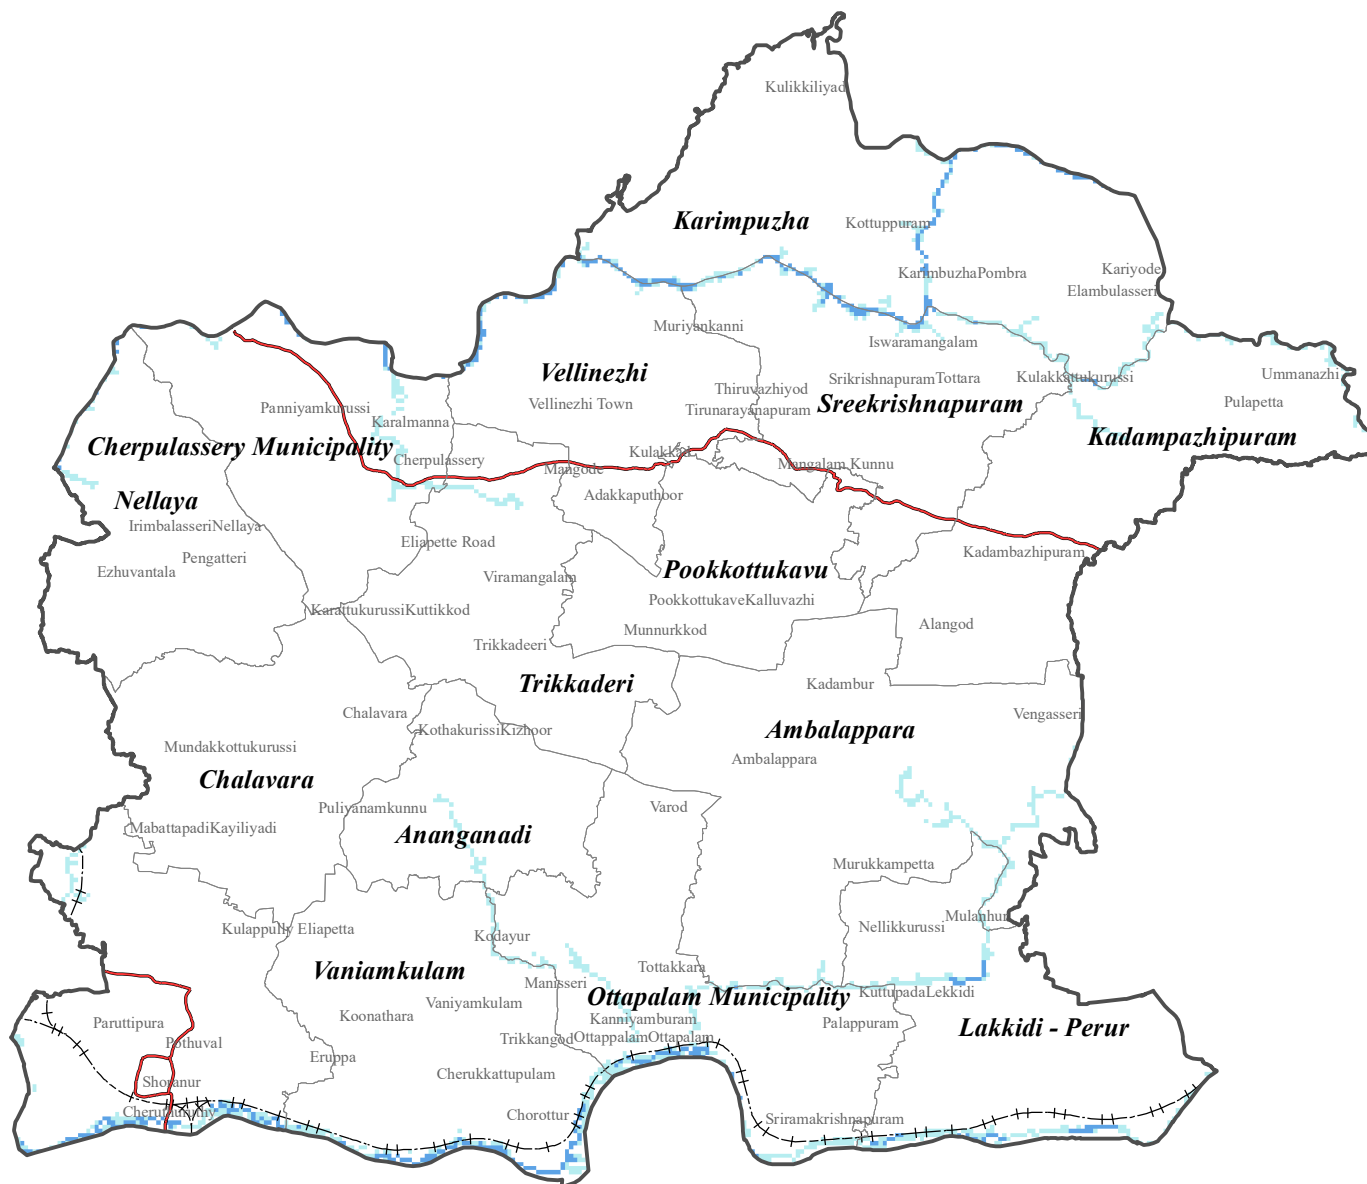 Kulikkiliyad
Karimpuzha
Kottuppuram
KarimbuzhaPombra
Kariyode
Elambulasseri
Muriyankanni
Iswaramangalam
Vellinezhi
Thiruvazhiyod
SrikrishnapuramTottara
Kulakkattukurussi
Ummanazhi
Vellinezhi Town
Tirunarayanapuram
Sreekrishnapuram
Pulapetta
Panniyamkurussi
Karalmanna
Cherpulassery Municipality
Kadampazhipuram
Cherpulassery
Mangode
Kulakkad
Mangalam Kunnu
Nellaya
Adakkaputhoor
IrimbalasseriNellaya
Eliapette Road
Pengatteri
Kadambazhipuram
Ezhuvantala
Viramangalam
Pookkottukavu
KarattukurussiKuttikkod
PookkottukaveKalluvazhi
Munnurkkod
Alangod
Trikkadeeri
Trikkaderi
Kadambur
Chalavara
KothakurissiKizhoor
Vengasseri
Ambalappara
Mundakkottukurussi
Ambalappara
Chalavara
Puliyanamkunnu
Varod
MabattapadiKayiliyadi
Ananganadi
Murukkampetta
Kulappully Eliapetta
Kodayur
Nellikkurussi
Mulanhur
Vaniamkulam
Tottakkara
Manisseri
Vaniyamkulam
Ottapalam Municipality
KuttupadaLekkidi
Koonathara
Kanniyamburam
Palappuram
Lakkidi - Perur
Paruttipura
Pothuval
Trikkangod
OttappalamOttapalam
Eruppa
Shoranur
Cherukkattupulam
Cheruthuruthy
Chorottur
Sriramakrishnapuram